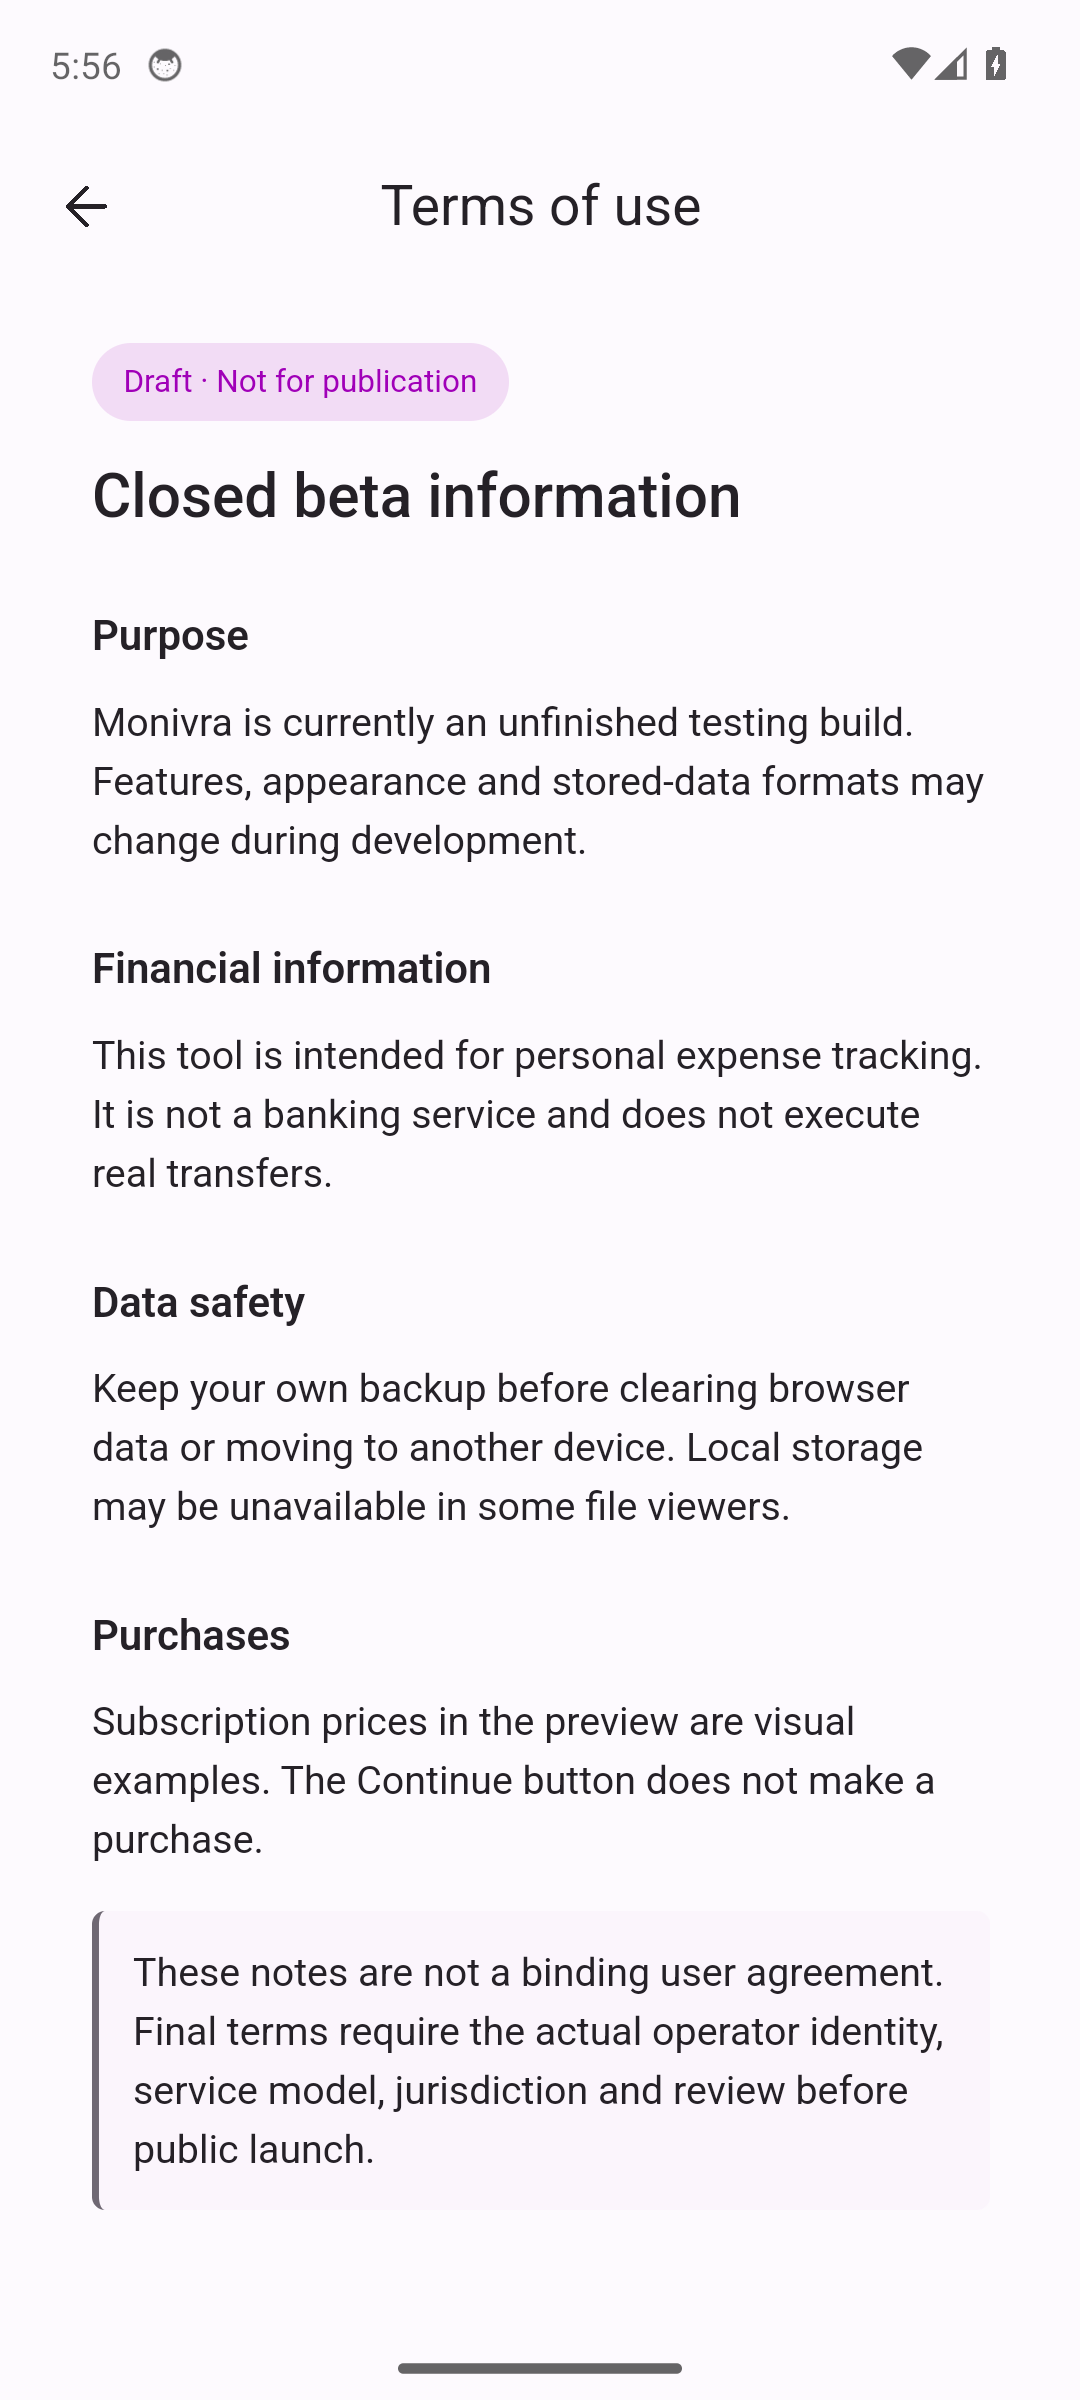 5:56
Terms of use
Draft · Not for publication
Closed beta information
Purpose
Monivra is currently an unfinished testing build.
Features, appearance and stored-data formats may
change during development.
Financial information
This tool is intended for personal expense tracking.
It is not a banking service and does not execute
real transfers.
Data safety
Keep your own backup before clearing browser
data or moving to another device. Local storage
may be unavailable in some file viewers.
Purchases
Subscription prices in the preview are visual
examples. The Continue button does not make a
purchase.
These notes are not a binding user agreement.
Final terms require the actual operator identity,
service model, jurisdiction and review before
public launch.